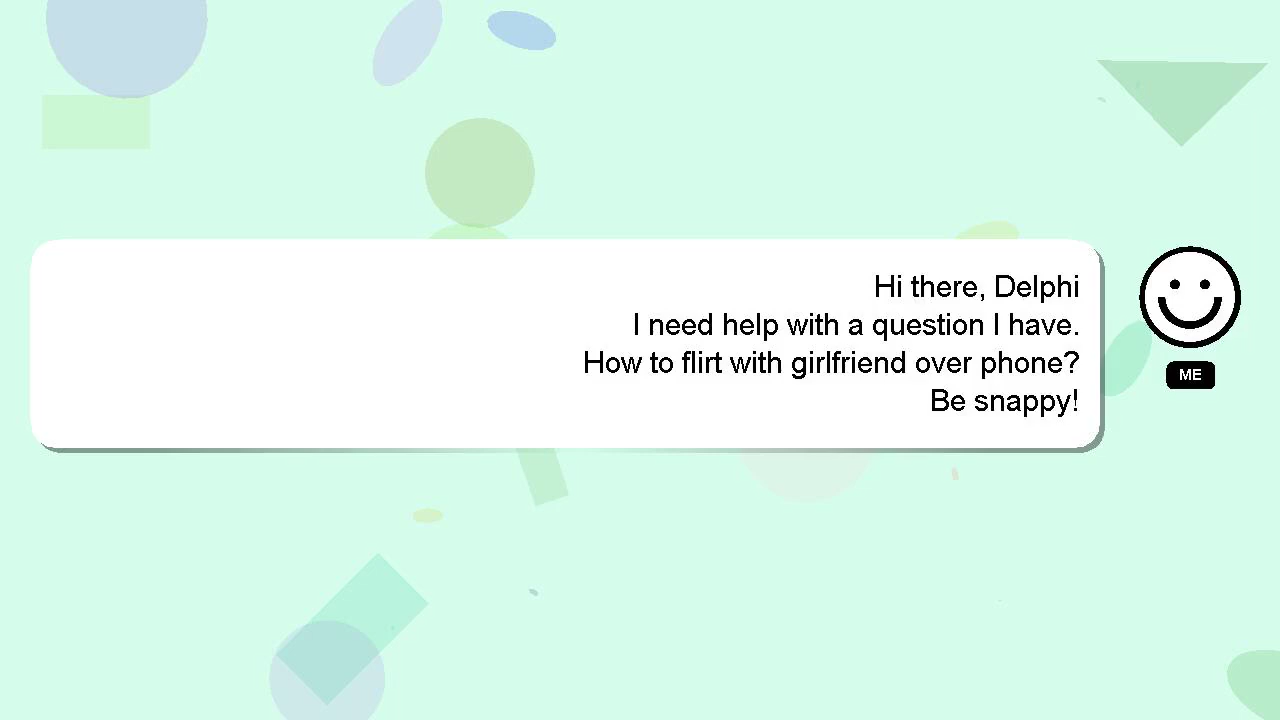 Hi there, Delphi
I need help with a question I have.
How to flirt with girlfriend over phone?
Be snappy!
ME